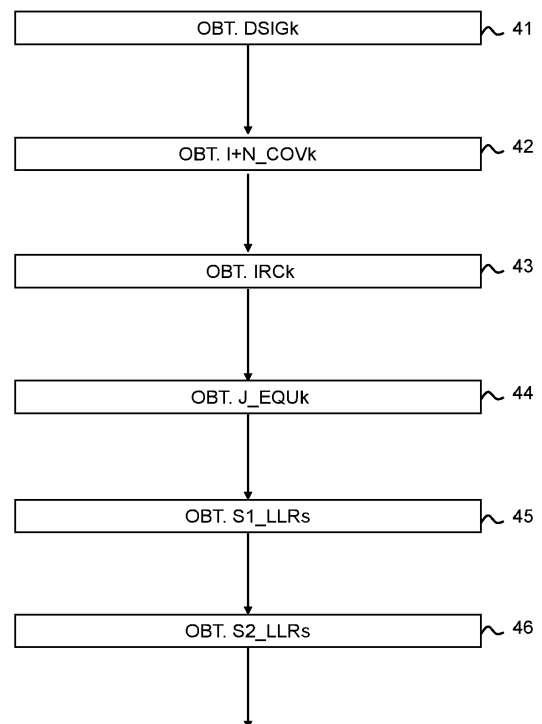 OBT. DSIGk 41
OBT. I+N_COVk 42
OBT. IRCk 43
OBT. J_EQUk 44
OBT. S1_LLRs 45
OBT. S2_LLRs 46